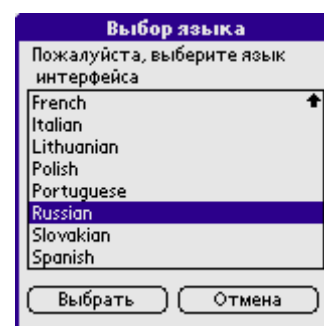 Выбор языка
Пожалуйста, выберите язык
интерфейса
French
Italian
Lithuanian
Polish
Portuguese
Russian
Slovakian
Spanish
Выбрать Отмена